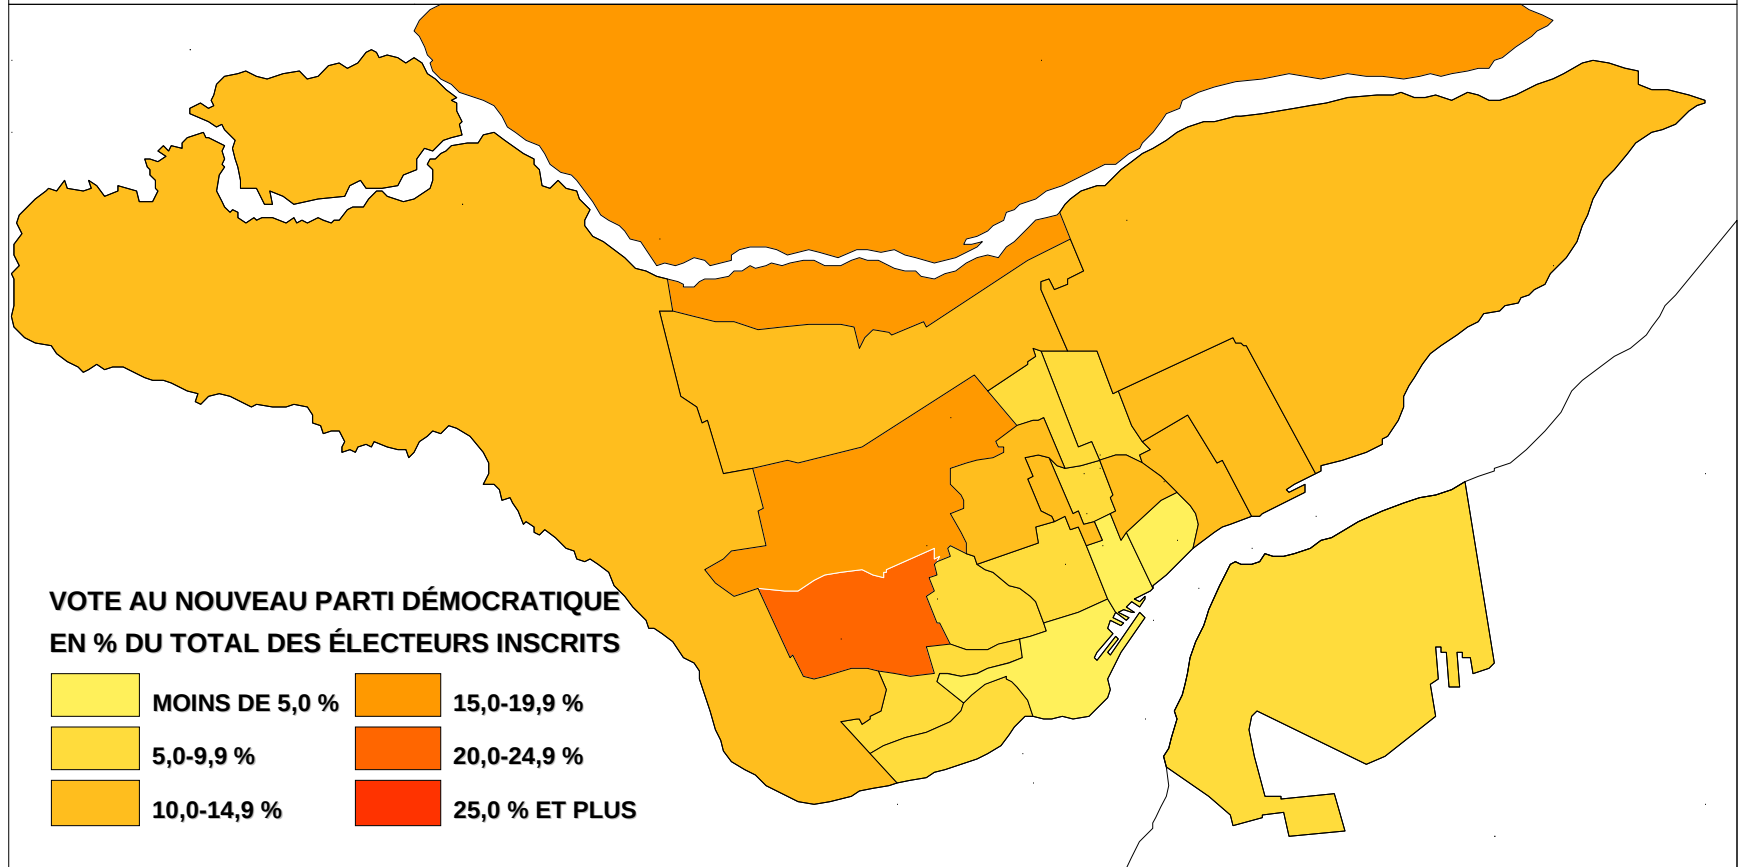 VOTE AU NOUVEAU PARTI DÉMOCRATIQUE
EN % DU TOTAL DES ÉLECTEURS INSCRITS
MOINS DE 5,0 %
5,0-9,9 %
10,0-14,9 %
15,0-19,9 %
20,0-24,9 %
25,0 % ET PLUS